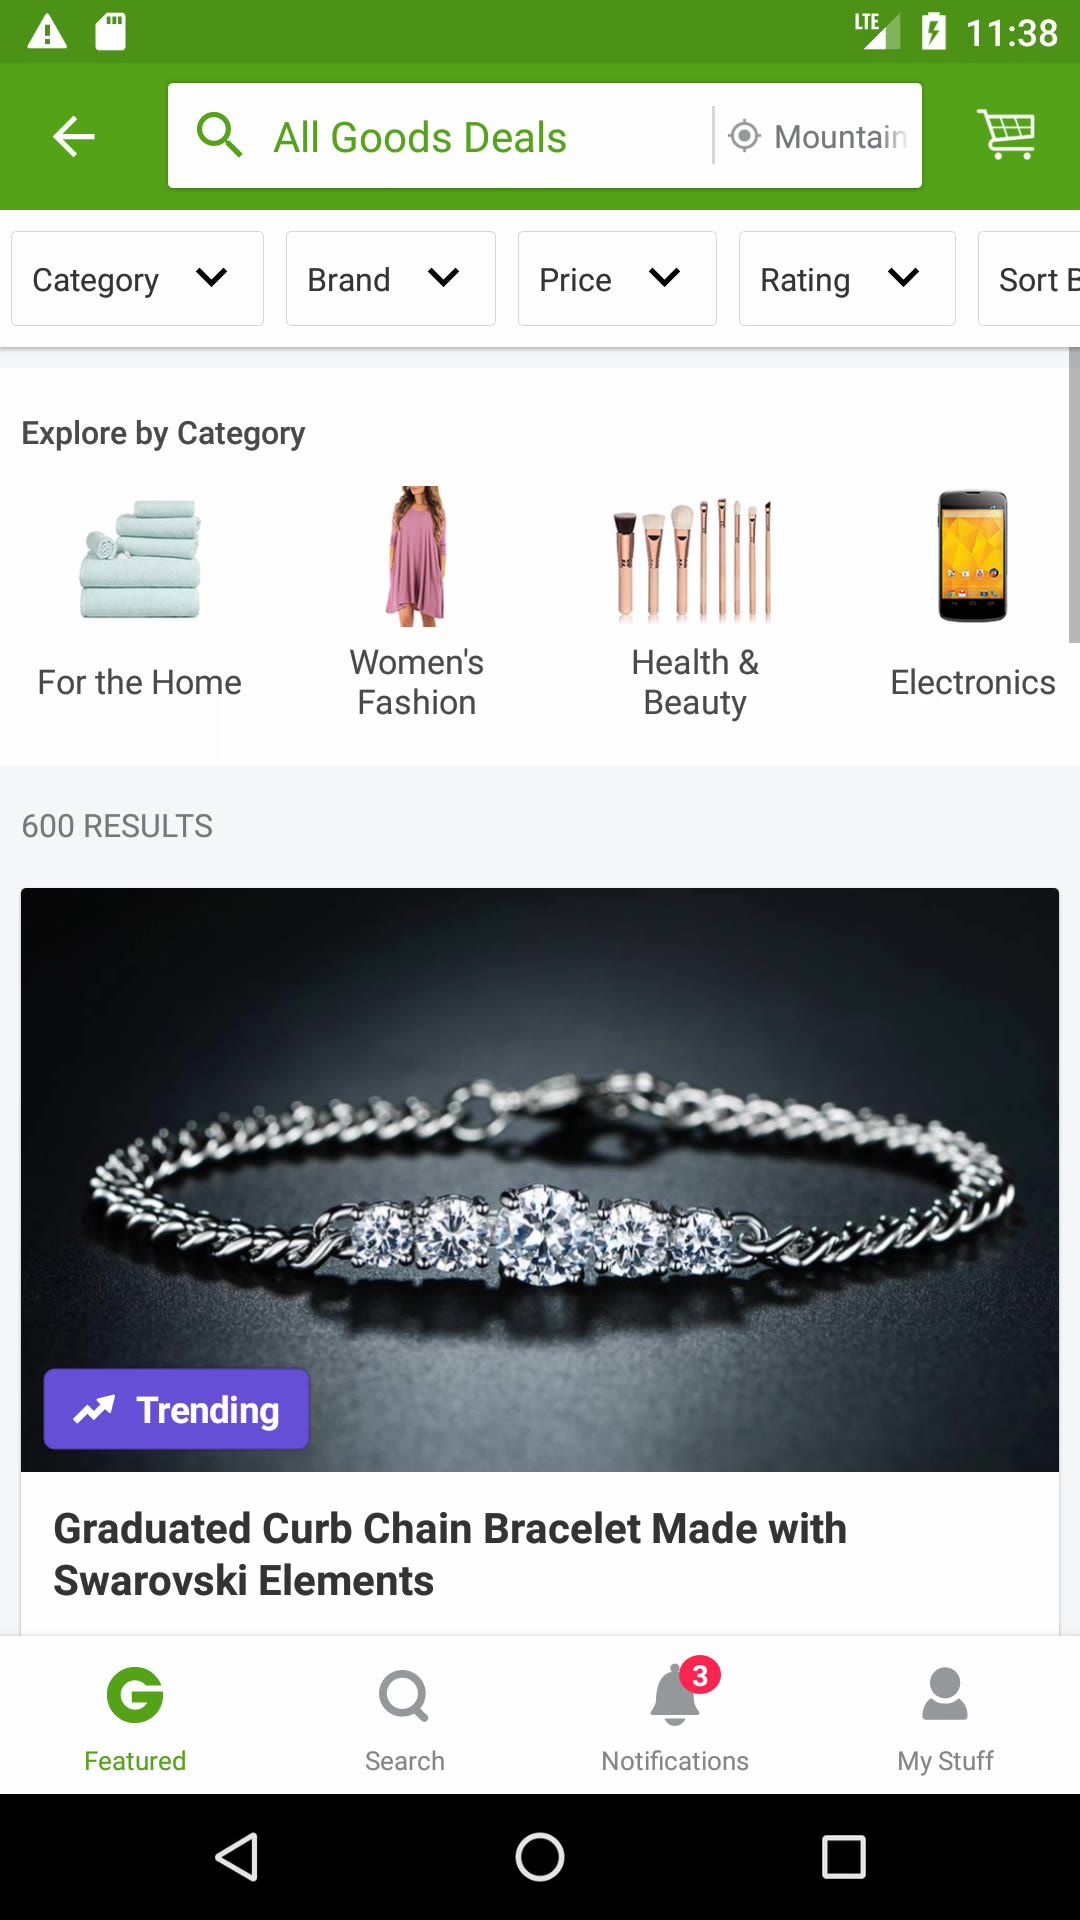 LTE 11:38
All Goods Deals Mountain
Category Brand Price Rating Sort B
Explore by Category
For the Home
Women's
Fashion
Health &
Beauty
Electronics
600 RESULTS
Trending
Graduated Curb Chain Bracelet Made with
Swarovski Elements
3
Featured Search Notifications My Stuff